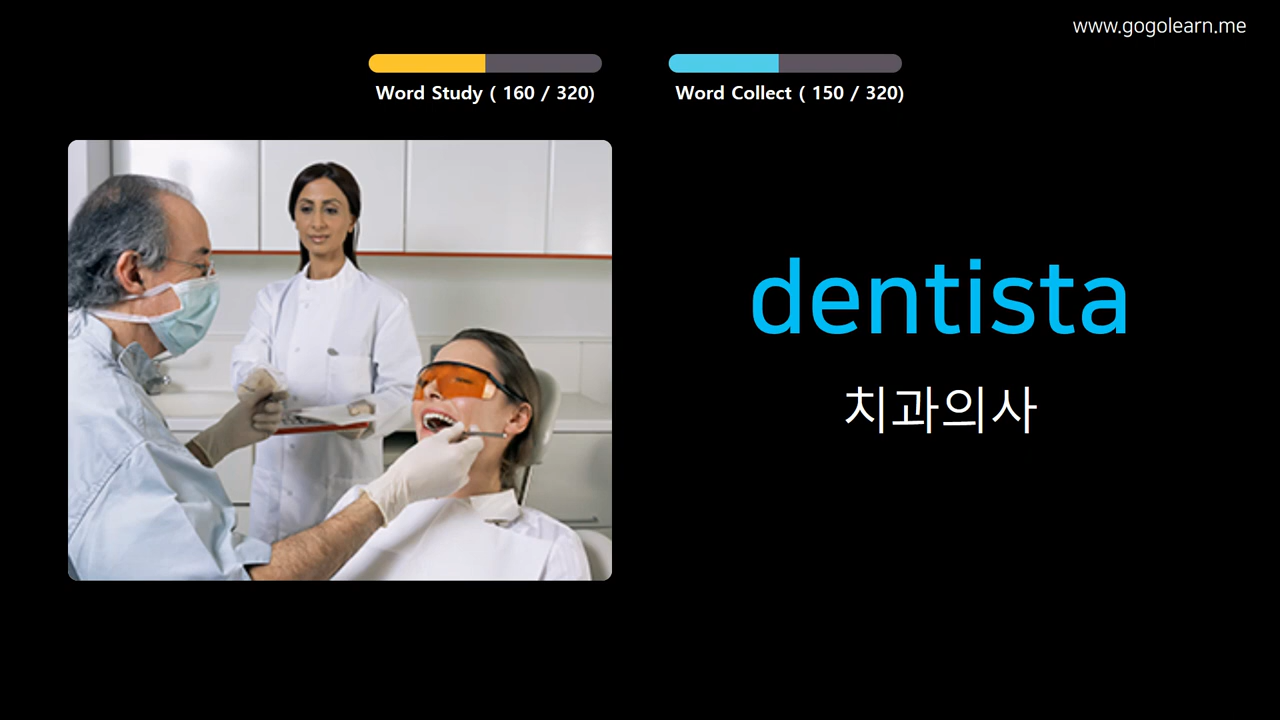 www.gogolearn.me
Word Study ( 160 / 320)
Word Collect ( 150 / 320)
dentista
치과의사